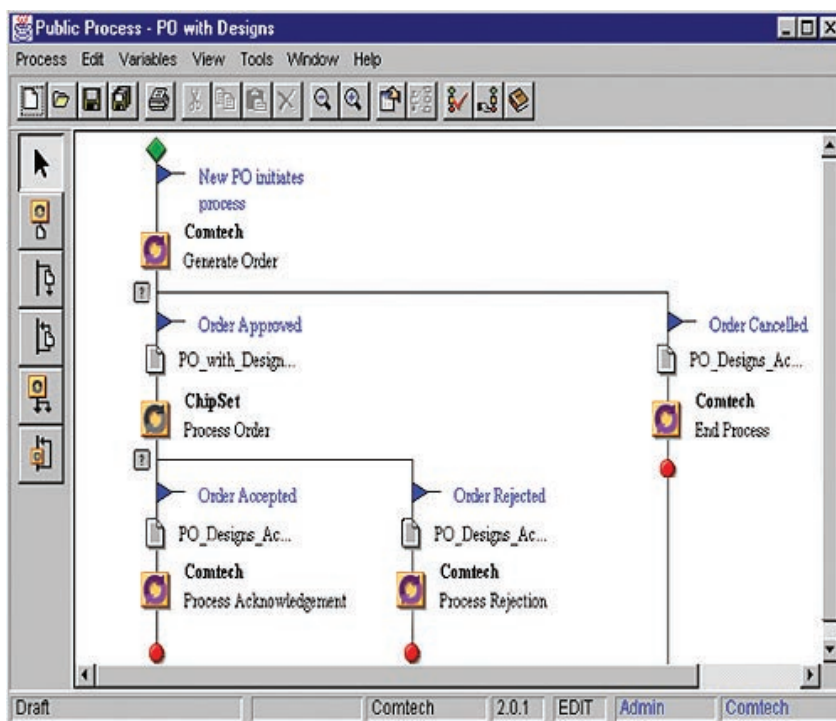 Public Process - PO with Designs
Process Edit Variables View Tools Window Help
New PO initiates
process
Comtech
Generate Order
?
Order Approved
Order Cancelled
PO_with_Design...
PO_Designs_Ac...
ChipSet
Process Order
Comtech
End Process
?
Order Accepted
Order Rejected
PO_Designs_Ac...
PO_Designs_Ac...
Comtech
Process Acknowledgement
Comtech
Process Rejection
Draft Comtech 2.0.1 EDIT Admin Comtech